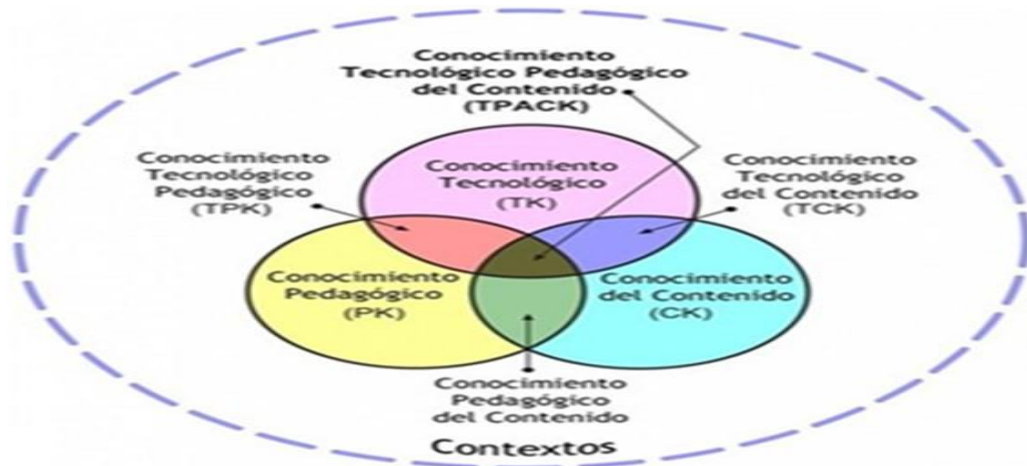 Conocimiento
Tecnológico Pedagógico
del Contenido
(TPACK)
Conocimiento
Tecnológico
Pedagógico
(TPK)
Conocimiento
Tecnológico
(TK)
Conocimiento
Tecnológico
del Contenido
(TCK)
Conocimiento
Pedagógico
(PK)
Conocimiento
del Contenido
(CK)
Conocimiento
Pedagógico
del Contenido
Contextos